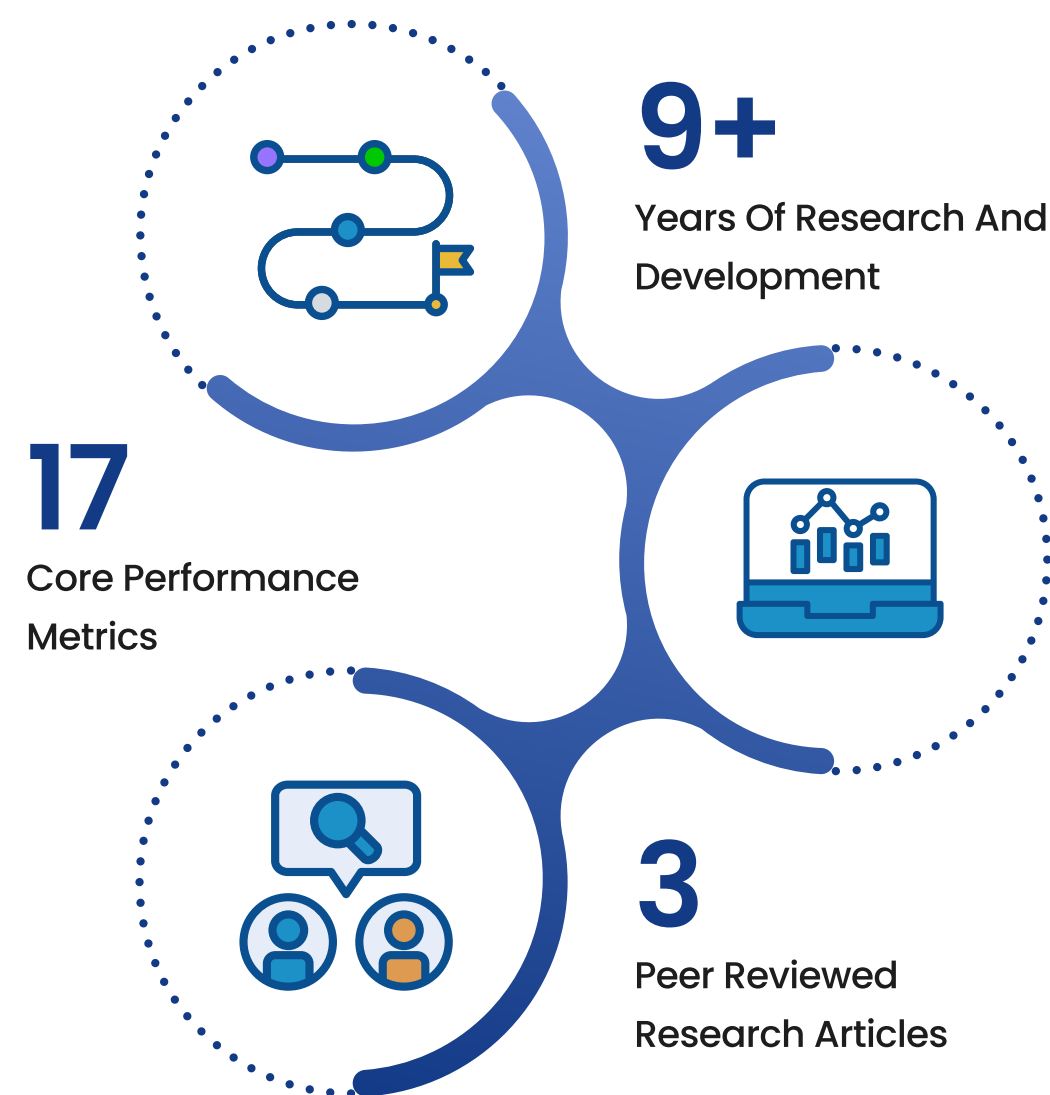 9+
Years Of Research And
Development
17
Core Performance
Metrics
3
Peer Reviewed
Research Articles